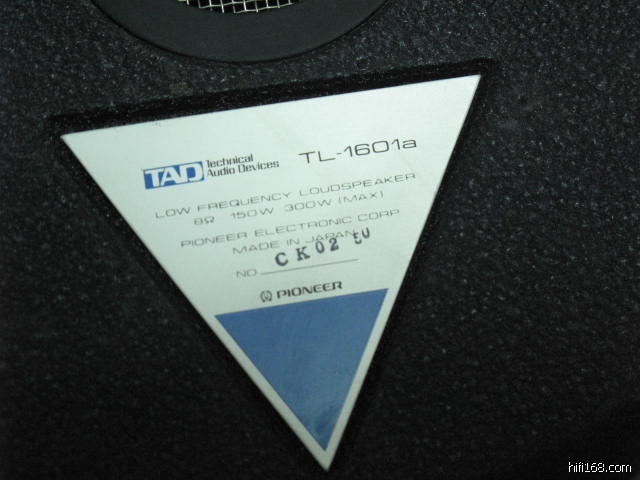 TAD Technical Audio Devices TL-1601a
LOW FREQUENCY LOUDSPEAKER
8Ω 150W 300W (MAX)
PIONEER ELECTRONIC CORP
MADE IN JAPAN
NO. CK02
PIONEER
hifi168.com